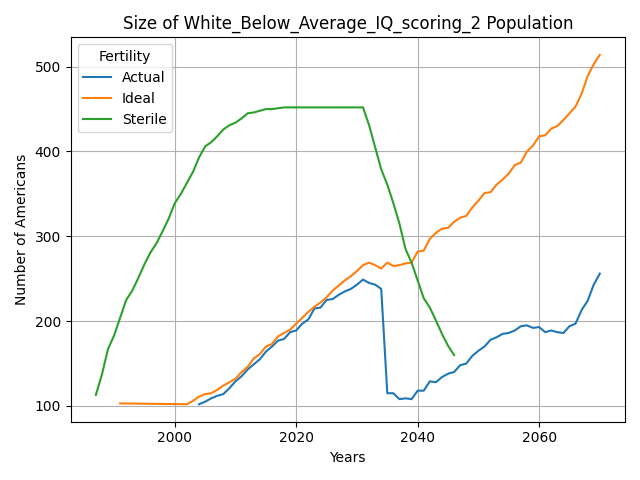 Size of White_Below_Average_IQ_scoring_2 Population
Fertility
Actual
Ideal
Sterile
500
400
300
200
100
Number of Americans
2000
2020
2040
2060
Years